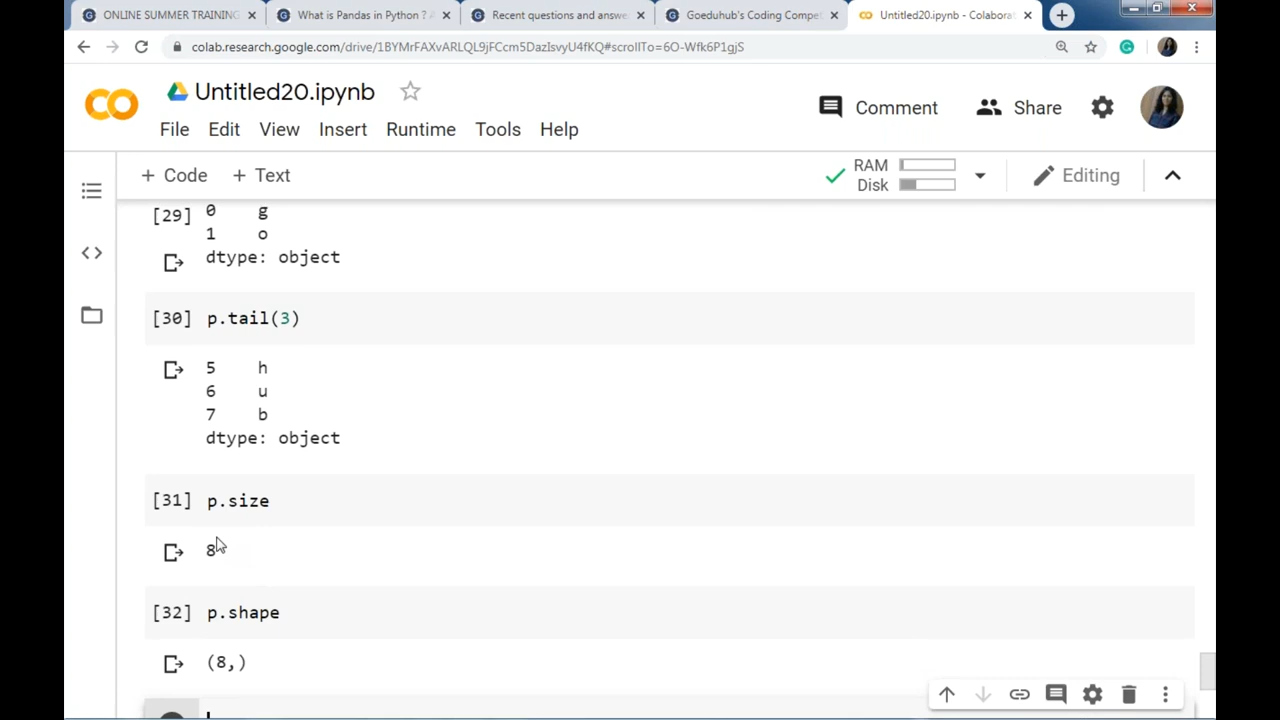 ONLINE SUMMER TRAINING
What is Pandas in Python ?
Recent questions and answe
Goeduhub's Coding Compet
Untitled20.ipynb - Colaborat
colab.research.google.com/drive/1BYMrFAXvARLQL9jFCcm5DazIsvyU4fKQ#scrollTo=6O-Wfk6P1gjS
Untitled20.ipynb
Comment Share
File Edit View Insert Runtime Tools Help
+ Code + Text
RAM
Disk
Editing
[29] 0 g
1 o
dtype: object
[30] p.tail(3)
5 h
6 u
7 b
dtype: object
[31] p.size
8
[32] p.shape
(8,)